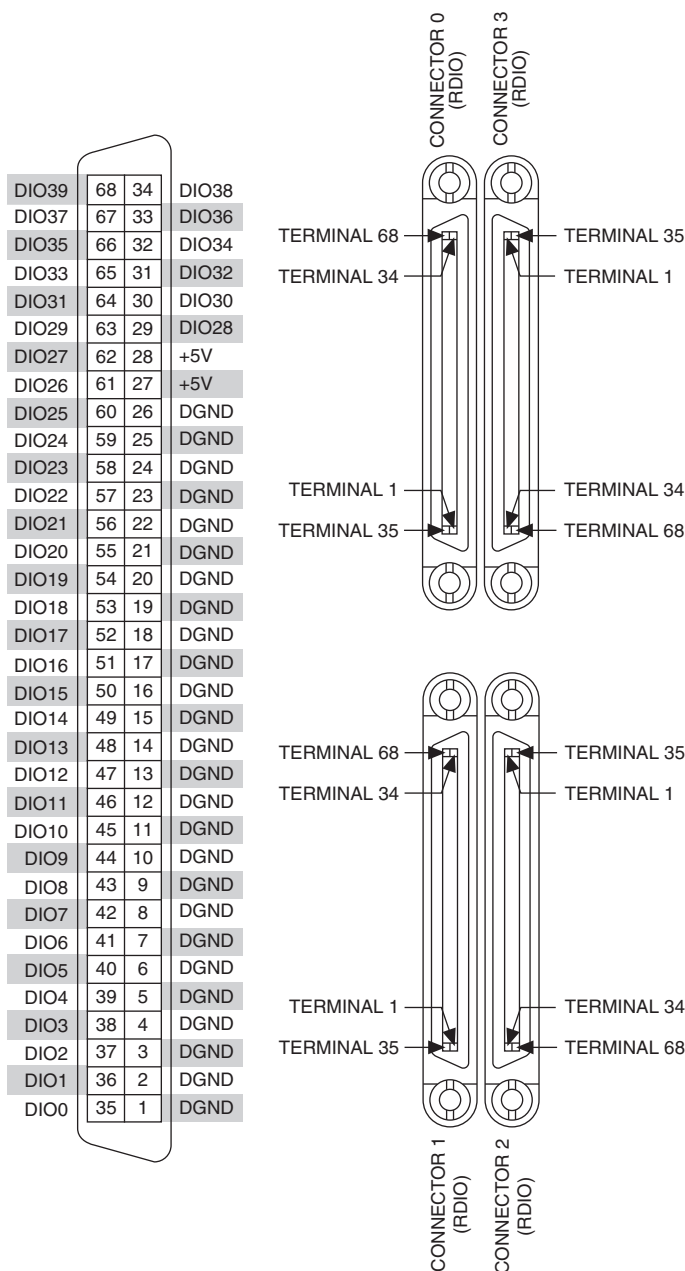 CONNECTOR 0
(RDIO)
CONNECTOR 3
(RDIO)
DIO39 68 34 DIO38
DIO37 67 33 DIO36
DIO35 66 32 DIO34
DIO33 65 31 DIO32
DIO31 64 30 DIO30
DIO29 63 29 DIO28
DIO27 62 28 +5V
DIO26 61 27 +5V
DIO25 60 26 DGND
DIO24 59 25 DGND
DIO23 58 24 DGND
DIO22 57 23 DGND
DIO21 56 22 DGND
DIO20 55 21 DGND
DIO19 54 20 DGND
DIO18 53 19 DGND
DIO17 52 18 DGND
DIO16 51 17 DGND
DIO15 50 16 DGND
DIO14 49 15 DGND
DIO13 48 14 DGND
DIO12 47 13 DGND
DIO11 46 12 DGND
DIO10 45 11 DGND
DIO9 44 10 DGND
DIO8 43 9 DGND
DIO7 42 8 DGND
DIO6 41 7 DGND
DIO5 40 6 DGND
DIO4 39 5 DGND
DIO3 38 4 DGND
DIO2 37 3 DGND
DIO1 36 2 DGND
DIO0 35 1 DGND
TERMINAL 68
TERMINAL 35
TERMINAL 34
TERMINAL 1
TERMINAL 1
TERMINAL 34
TERMINAL 35
TERMINAL 68
TERMINAL 68
TERMINAL 35
TERMINAL 34
TERMINAL 1
TERMINAL 1
TERMINAL 34
TERMINAL 35
TERMINAL 68
CONNECTOR 1
(RDIO)
CONNECTOR 2
(RDIO)